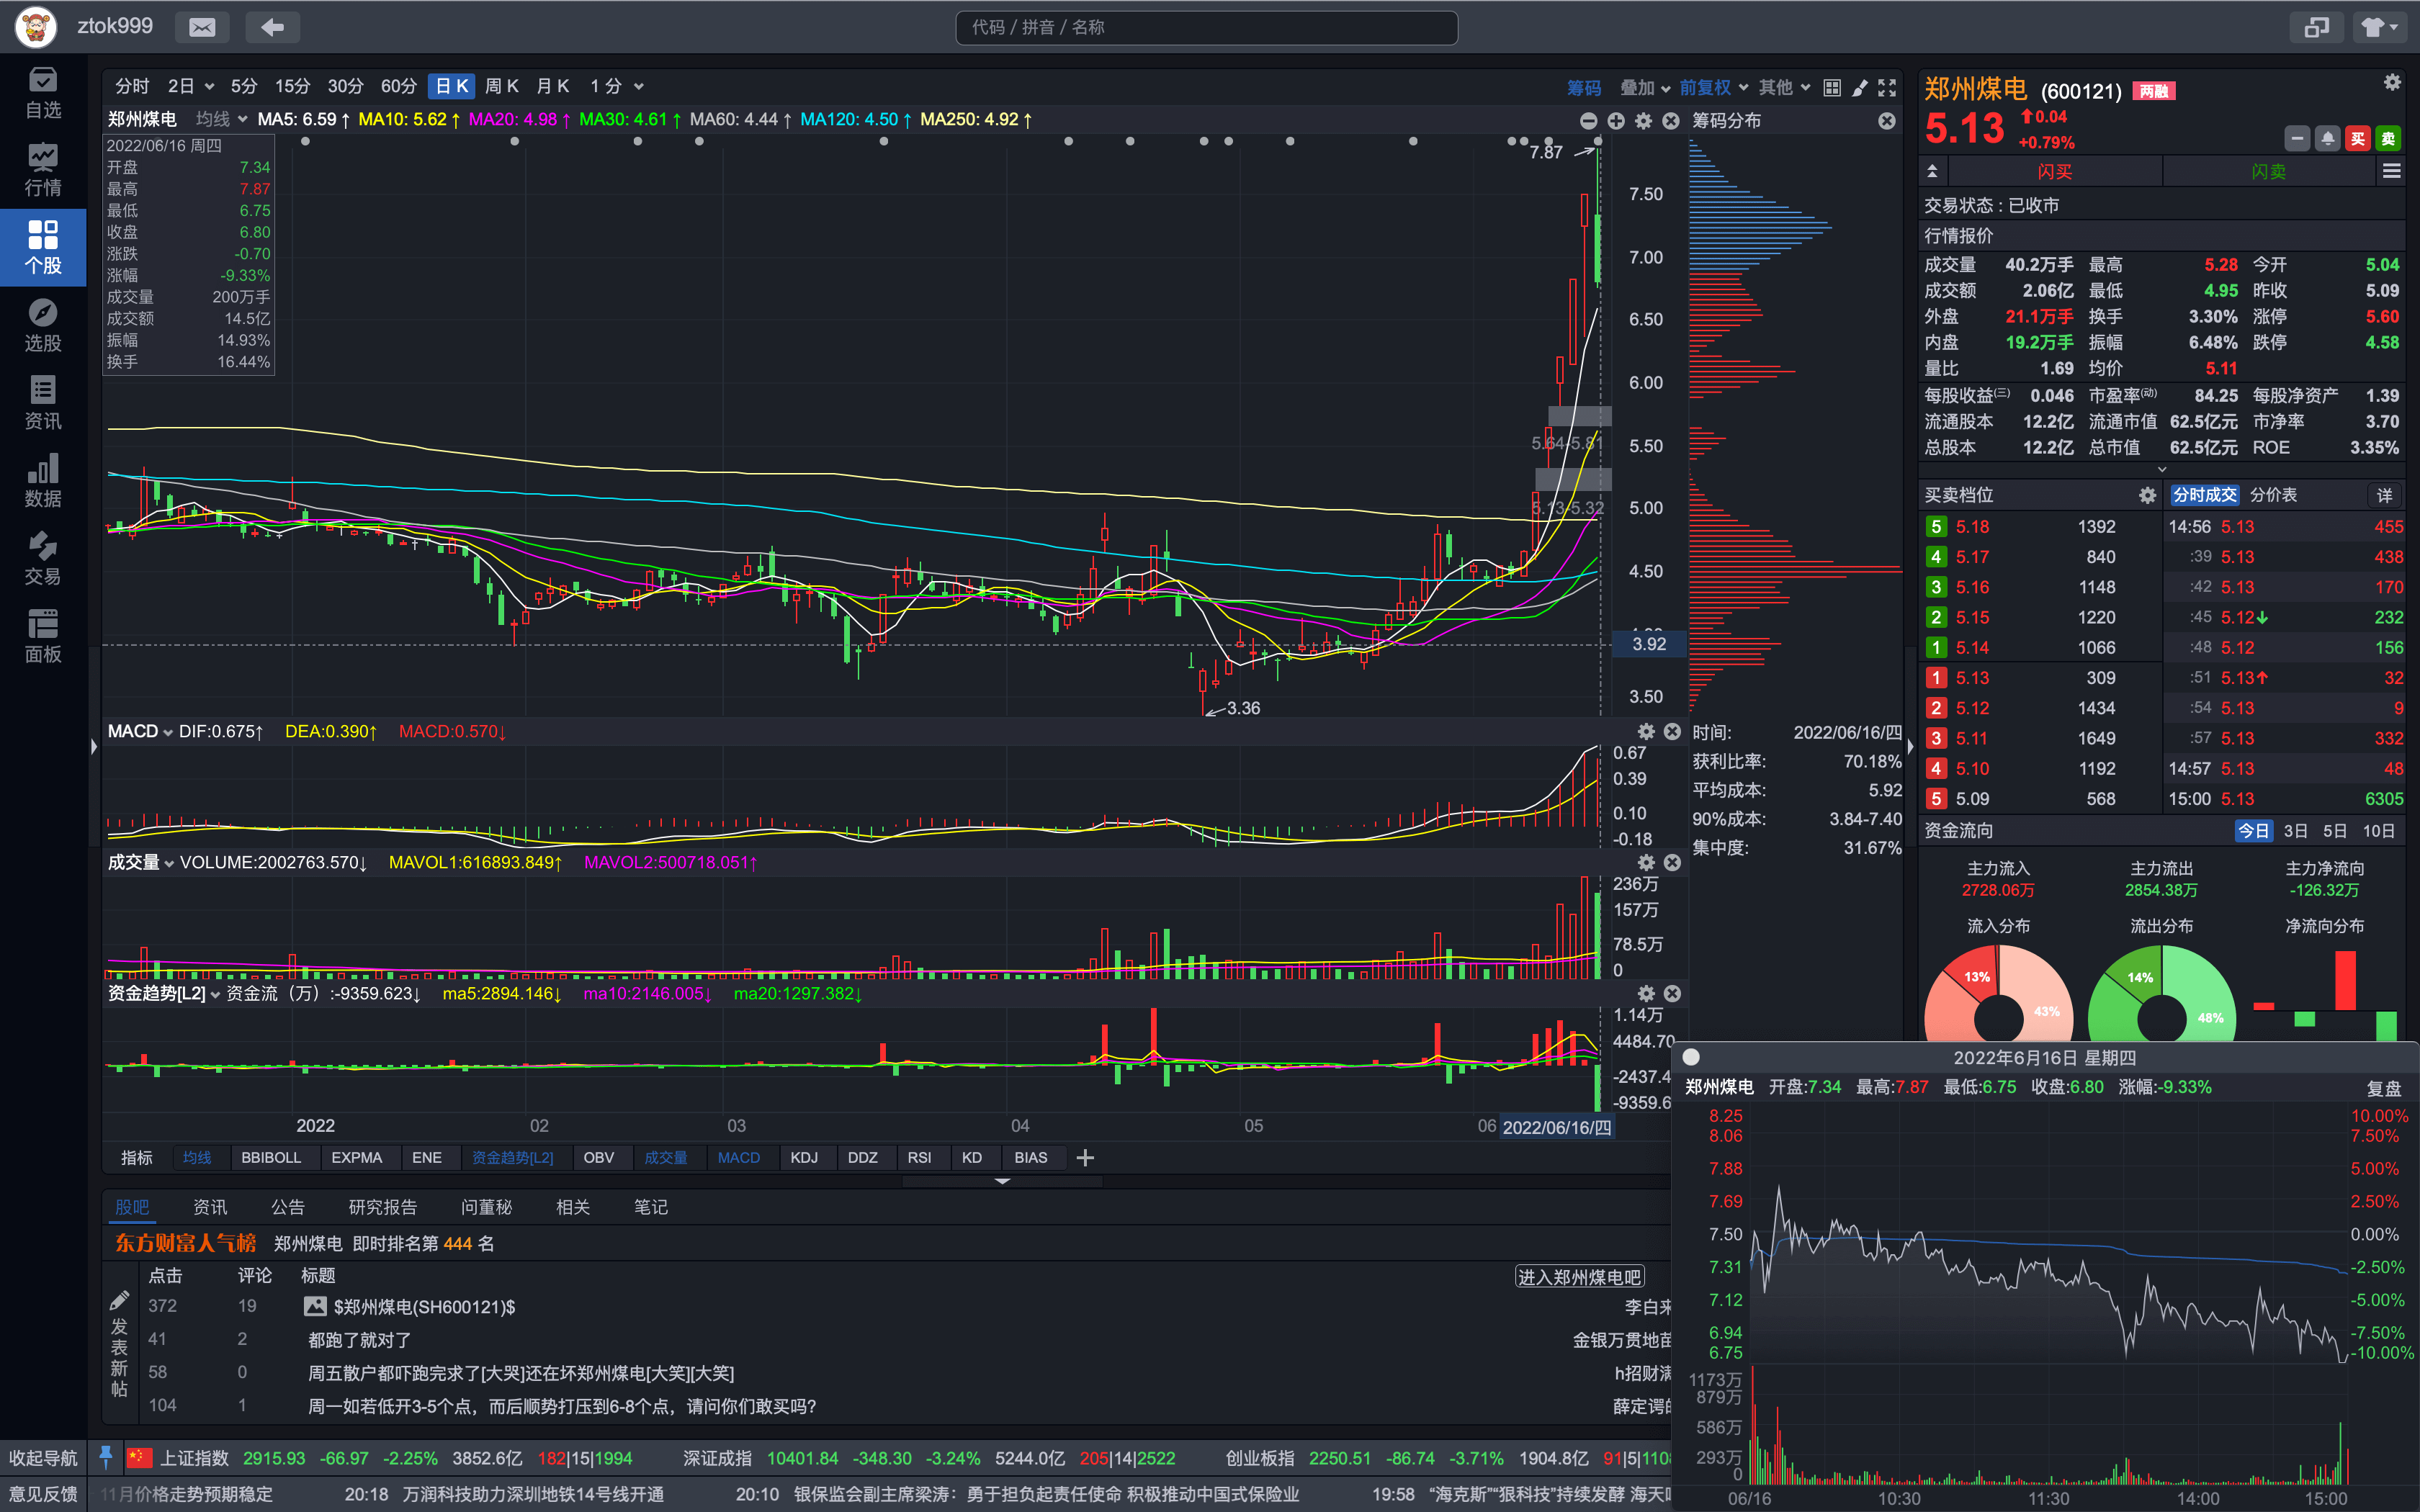 ztok999
代码 / 拼音 / 名称
自选
行情
个股
选股
资讯
数据
交易
面板
分时 2日 5分 15分 30分 60分 日K 周K 月K 1分
筹码 叠加 前复权 其他
郑州煤电 均线 MA5: 6.59↑ MA10: 5.62↑ MA20: 4.98↑ MA30: 4.61↑ MA60: 4.44↑ MA120: 4.50↑ MA250: 4.92↑
2022/06/16 周四
开盘 7.34
最高 7.87
最低 6.75
收盘 6.80
涨跌 -0.70
涨幅 -9.33%
成交量 200万手
成交额 14.5亿
振幅 14.93%
换手 16.44%
7.87
7.50
7.00
6.50
6.00
5.50
5.00
4.50
3.92
3.50
5.64-5.81
5.13-5.32
3.36
筹码分布
时间: 2022/06/16/四
获利比率: 70.18%
平均成本: 5.92
90%成本: 3.84-7.40
集中度: 31.67%
MACD DIF:0.675↑ DEA:0.390↑ MACD:0.570↓
0.67
0.39
0.10
-0.18
成交量 VOLUME:2002763.570↓ MAVOL1:616893.849↑ MAVOL2:500718.051↑
236万
157万
78.5万
0
资金趋势[L2] 资金流（万）:-9359.623↓ ma5:2894.146↓ ma10:2146.005↓ ma20:1297.382↓
1.14万
4484.70
-2437.4
-9359.6
2022 02 03 04 05 06 2022/06/16/四
指标 均线 BBIBOLL EXPMA ENE 资金趋势[L2] OBV 成交量 MACD KDJ DDZ RSI KD BIAS
股吧 资讯 公告 研究报告 问董秘 相关 笔记
东方财富人气榜 郑州煤电 即时排名第 444 名
点击 评论 标题 进入郑州煤电吧
发表新帖
372 19 $郑州煤电(SH600121)$ 李白来
41 2 都跑了就对了 金银万贯地
58 0 周五散户都吓跑完求了[大哭]还在坏郑州煤电[大笑][大笑] h招财
104 1 周一如若低开3-5个点，而后顺势打压到6-8个点，请问你们敢买吗? 薛定谔
郑州煤电 (600121) 两融
5.13 0.04
+0.79%
买 卖
闪买 闪卖
交易状态 : 已收市
行情报价
成交量 40.2万手 最高 5.28 今开 5.04
成交额 2.06亿 最低 4.95 昨收 5.09
外盘 21.1万手 换手 3.30% 涨停 5.60
内盘 19.2万手 振幅 6.48% 跌停 4.58
量比 1.69 均价 5.11
每股收益(三) 0.046 市盈率(动) 84.25 每股净资产 1.39
流通股本 12.2亿 流通市值 62.5亿元 市净率 3.70
总股本 12.2亿 总市值 62.5亿元 ROE 3.35%
买卖档位 分时成交 分价表 详
5 5.18 1392 14:56 5.13 455
4 5.17 840 :39 5.13 438
3 5.16 1148 :42 5.13 170
2 5.15 1220 :45 5.12↓ 232
1 5.14 1066 :48 5.12 156
1 5.13 309 :51 5.13↑ 32
2 5.12 1434 :54 5.13 9
3 5.11 1649 :57 5.13 332
4 5.10 1192 14:57 5.13 48
5 5.09 568 15:00 5.13 6305
资金流向 今日 3日 5日 10日
主力流入 主力流出 主力净流向
2728.06万 2854.38万 -126.32万
流入分布 流出分布 净流向分布
13% 43% 14% 48%
2022年6月16日 星期四
郑州煤电 开盘:7.34 最高:7.87 最低:6.75 收盘:6.80 涨幅:-9.33% 复盘
8.25 10.00%
8.06 7.50%
7.88 5.00%
7.69 2.50%
7.50 0.00%
7.31 -2.50%
7.12 -5.00%
6.94 -7.50%
6.75 -10.00%
1173万
879万
586万
293万
0
06/16 10:30 11:30 14:00 15:00
收起导航 上证指数 2915.93 -66.97 -2.25% 3852.6亿 182|15|1994 深证成指 10401.84 -348.30 -3.24% 5244.0亿 205|14|2522 创业板指 2250.51 -86.74 -3.71% 1904.8亿 91|5|110
意见反馈 11月价格走势预期稳定 20:18 万润科技助力深圳地铁14号线开通 20:10 银保监会副主席梁涛：勇于担负起责任使命 积极推动中国式保险业 19:58 “海克斯”“狠科技”持续发酵 海天